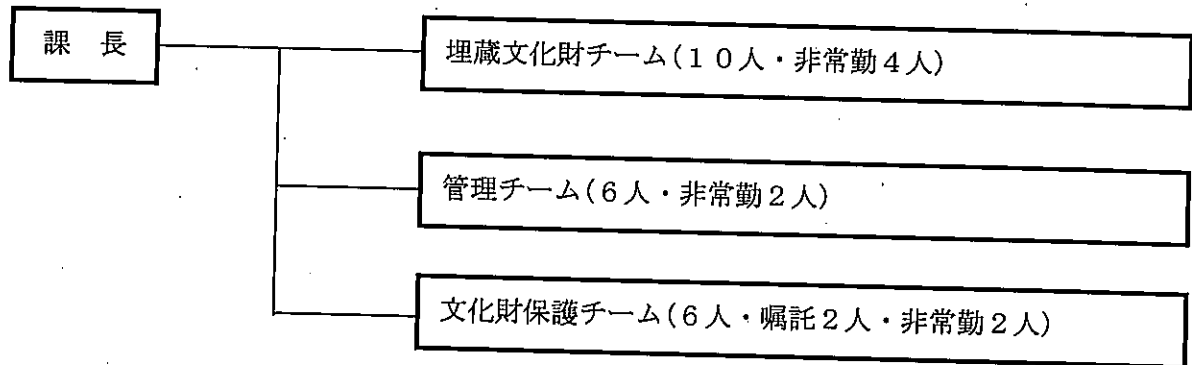 課　長
埋蔵文化財チーム(１０人・非常勤４人)
管理チーム(６人・非常勤２人)
文化財保護チーム(６人・嘱託２人・非常勤２人)